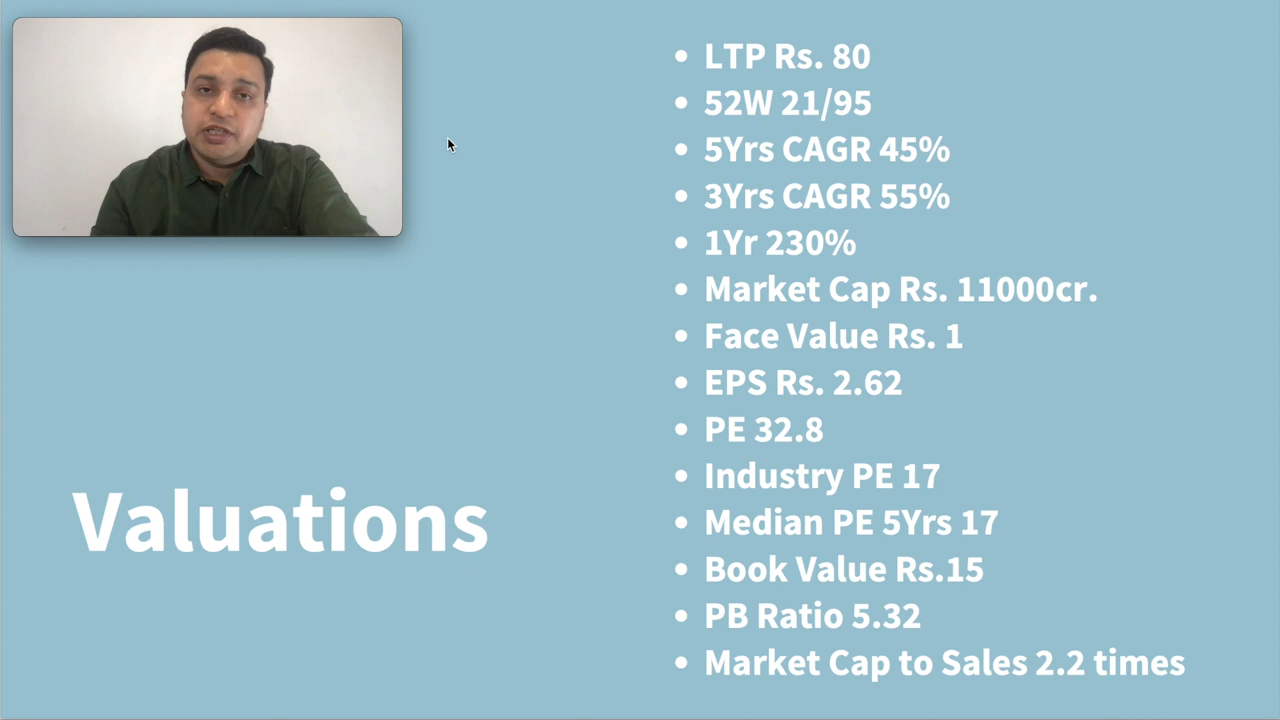 Valuations
• LTP Rs. 80
• 52W 21/95
• 5Yrs CAGR 45%
• 3Yrs CAGR 55%
• 1Yr 230%
• Market Cap Rs. 11000cr.
• Face Value Rs. 1
• EPS Rs. 2.62
• PE 32.8
• Industry PE 17
• Median PE 5Yrs 17
• Book Value Rs.15
• PB Ratio 5.32
• Market Cap to Sales 2.2 times